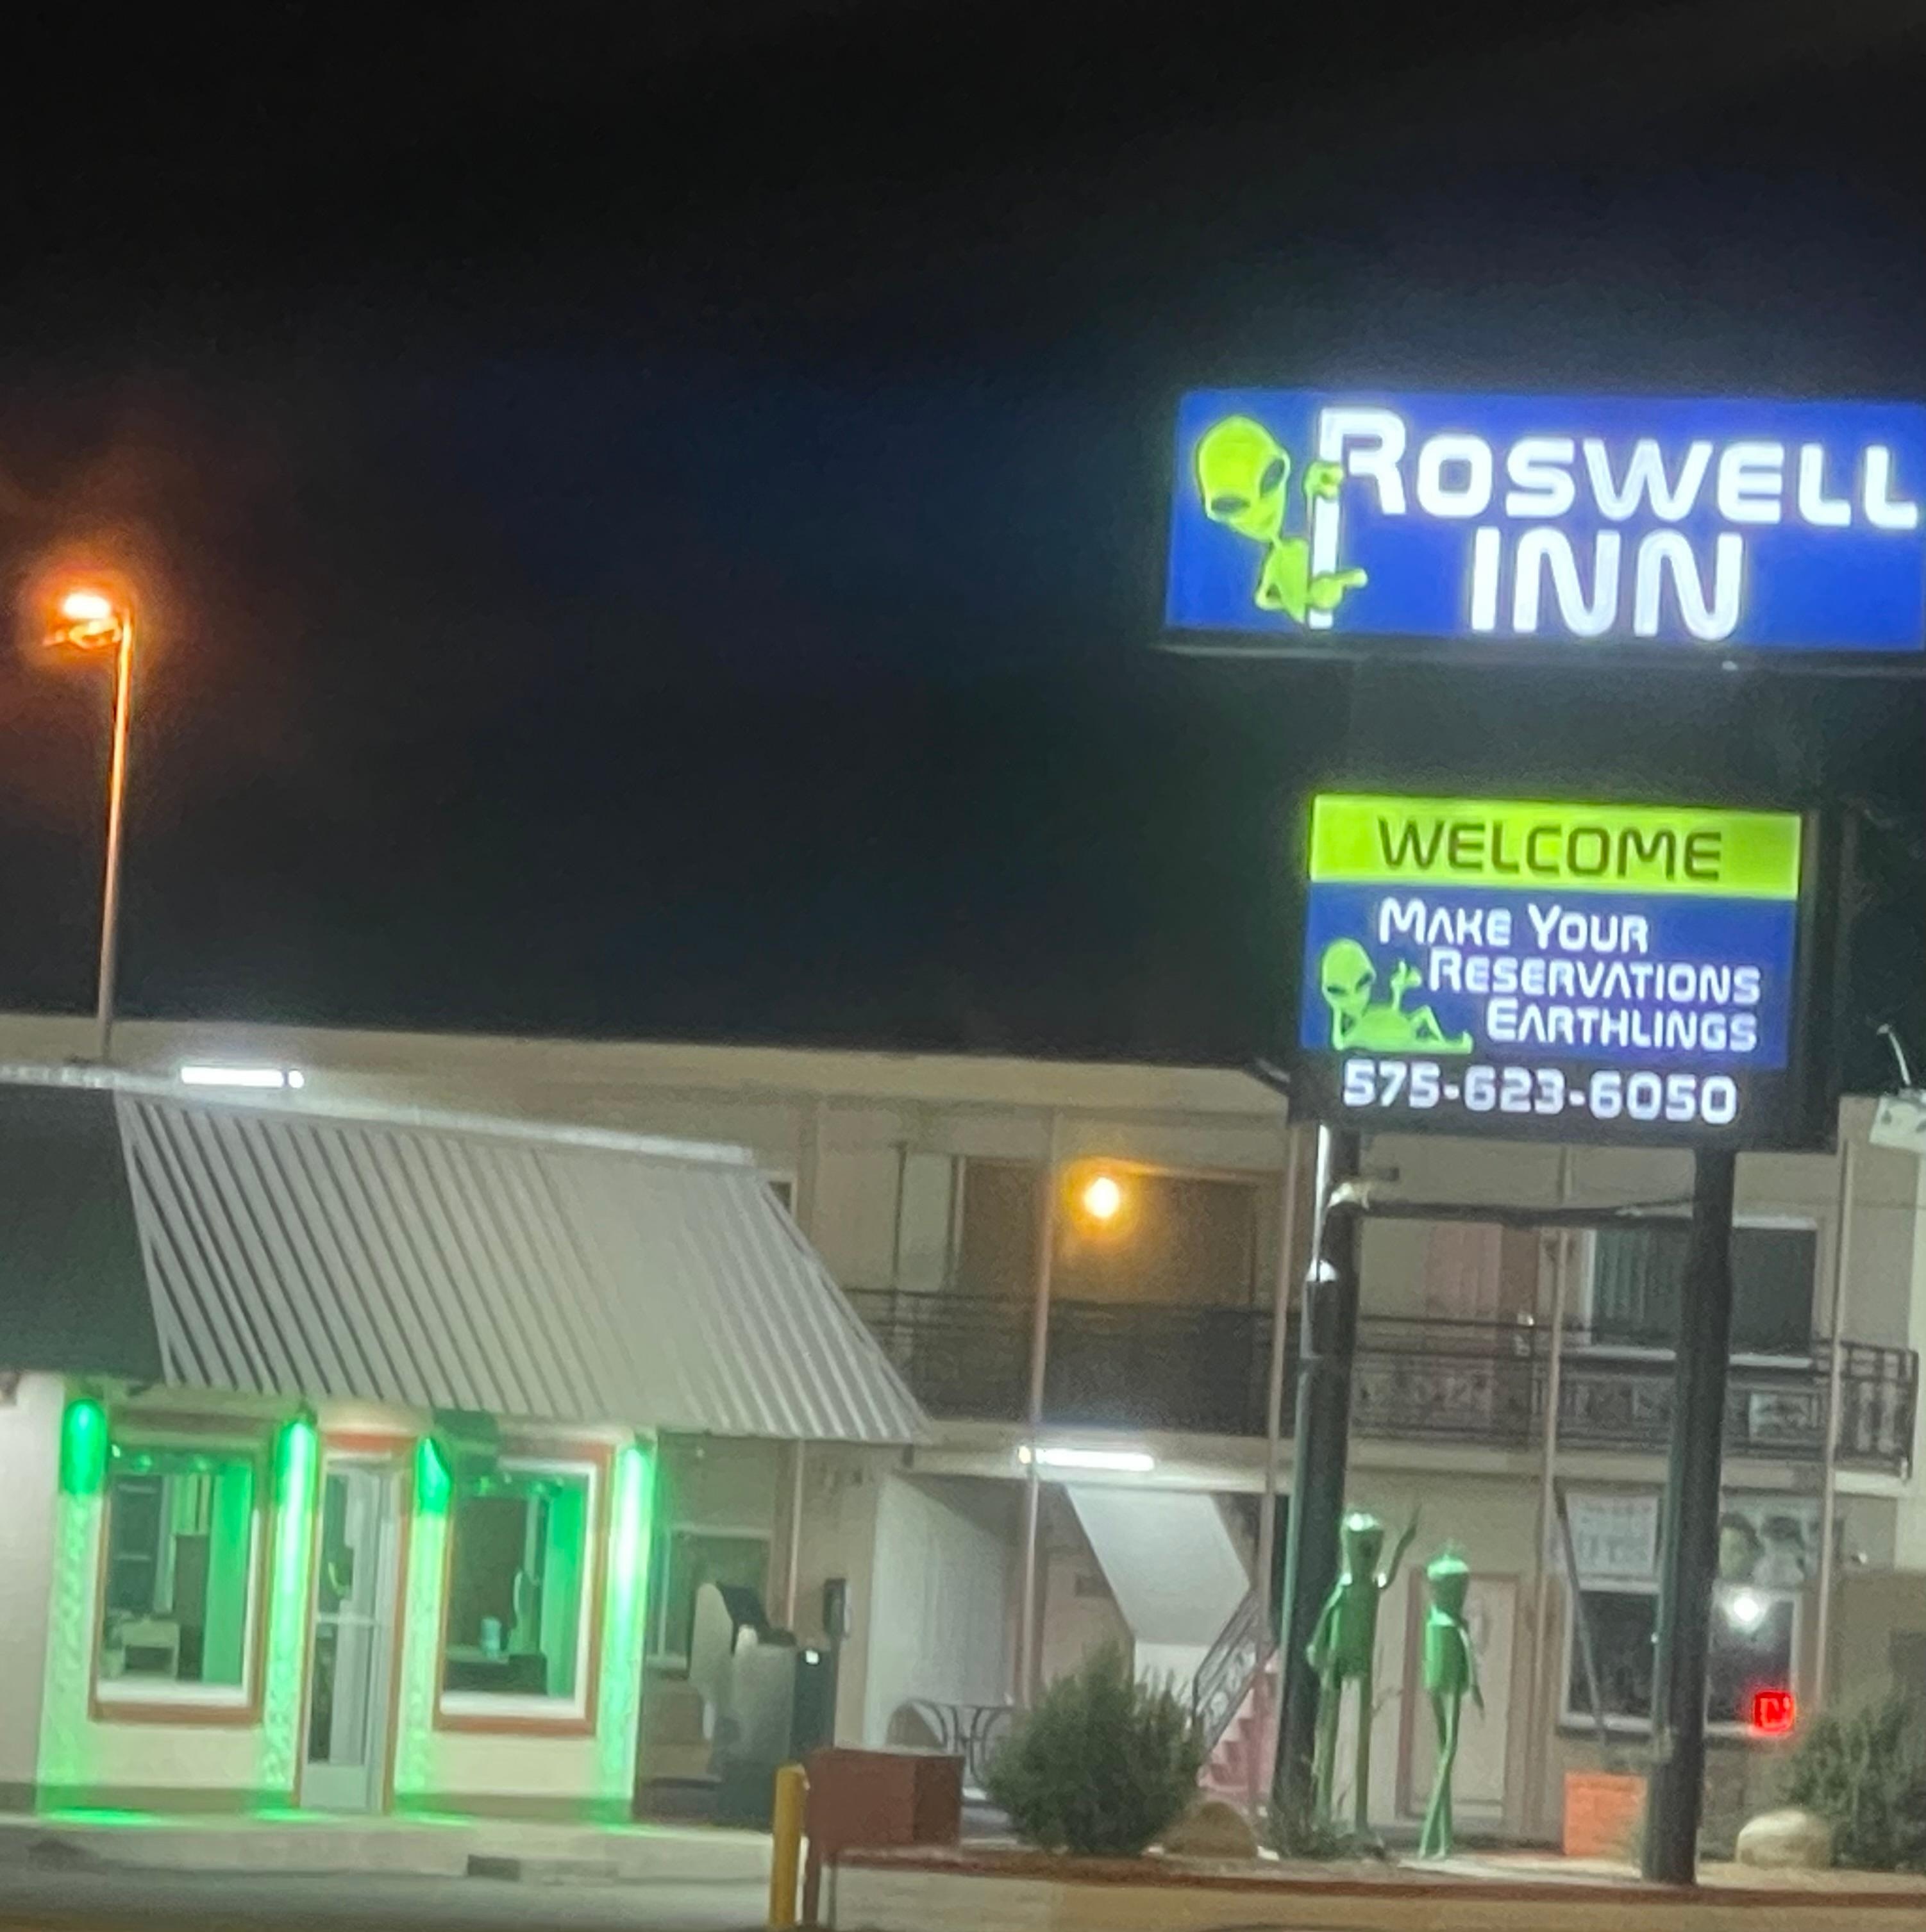 ROSWELL
INN
WELCOME
MAKE YOUR
RESERVATIONS
EARTHLINGS
575-623-6050